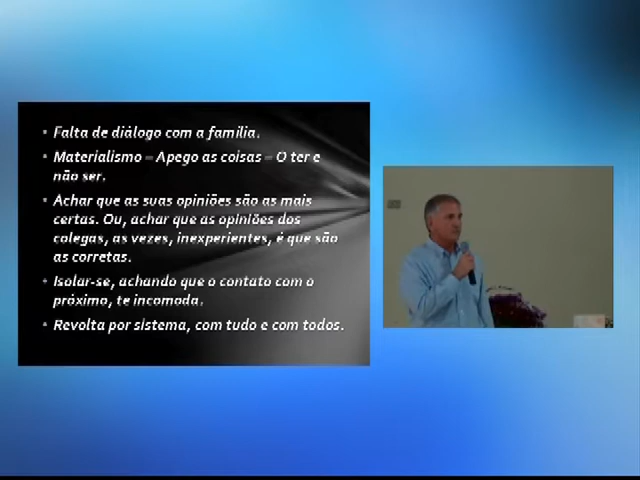 Falta de diálogo com a família.
Materialismo – Apego as coisas – O ter e
não ser.
Achar que as suas opiniões são as mais
certas. Ou, achar que as opiniões dos
colegas, as vezes, inexperientes, é que são
as corretas.
Isolar-se, achando que o contato com o
próximo, te incomoda.
Revolta por sistema, com tudo e com todos.